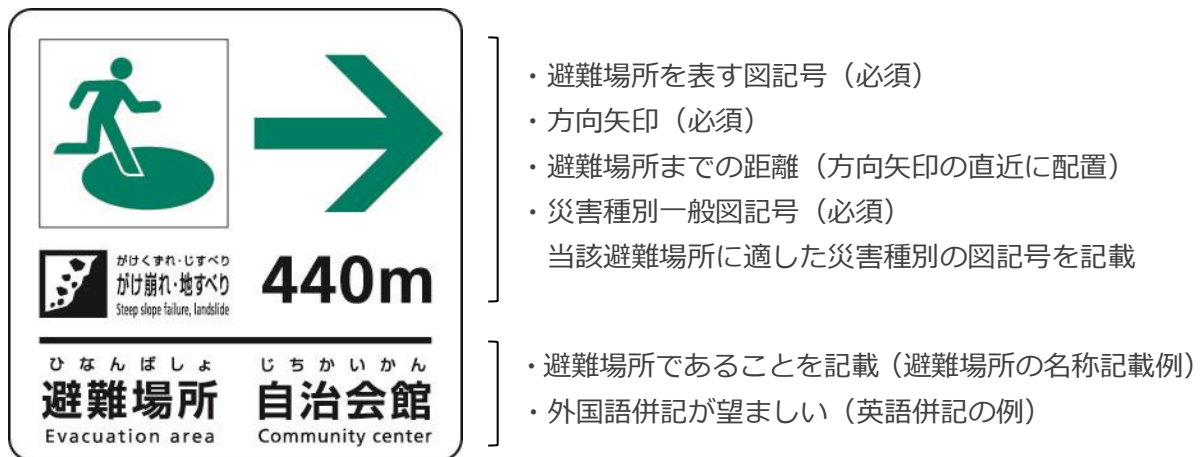 がけくずれ・じすべり
がけ崩れ・地すべり
Steep slope failure, landslide
440m
ひなんばしょ
避難場所
Evacuation area
じちかいかん
自治会館
Community center
・避難場所を表す図記号（必須）
・方向矢印（必須）
・避難場所までの距離（方向矢印の直近に配置）
・災害種別一般図記号（必須）
当該避難場所に適した災害種別の図記号を記載
・避難場所であることを記載（避難場所の名称記載例）
・外国語併記が望ましい（英語併記の例）